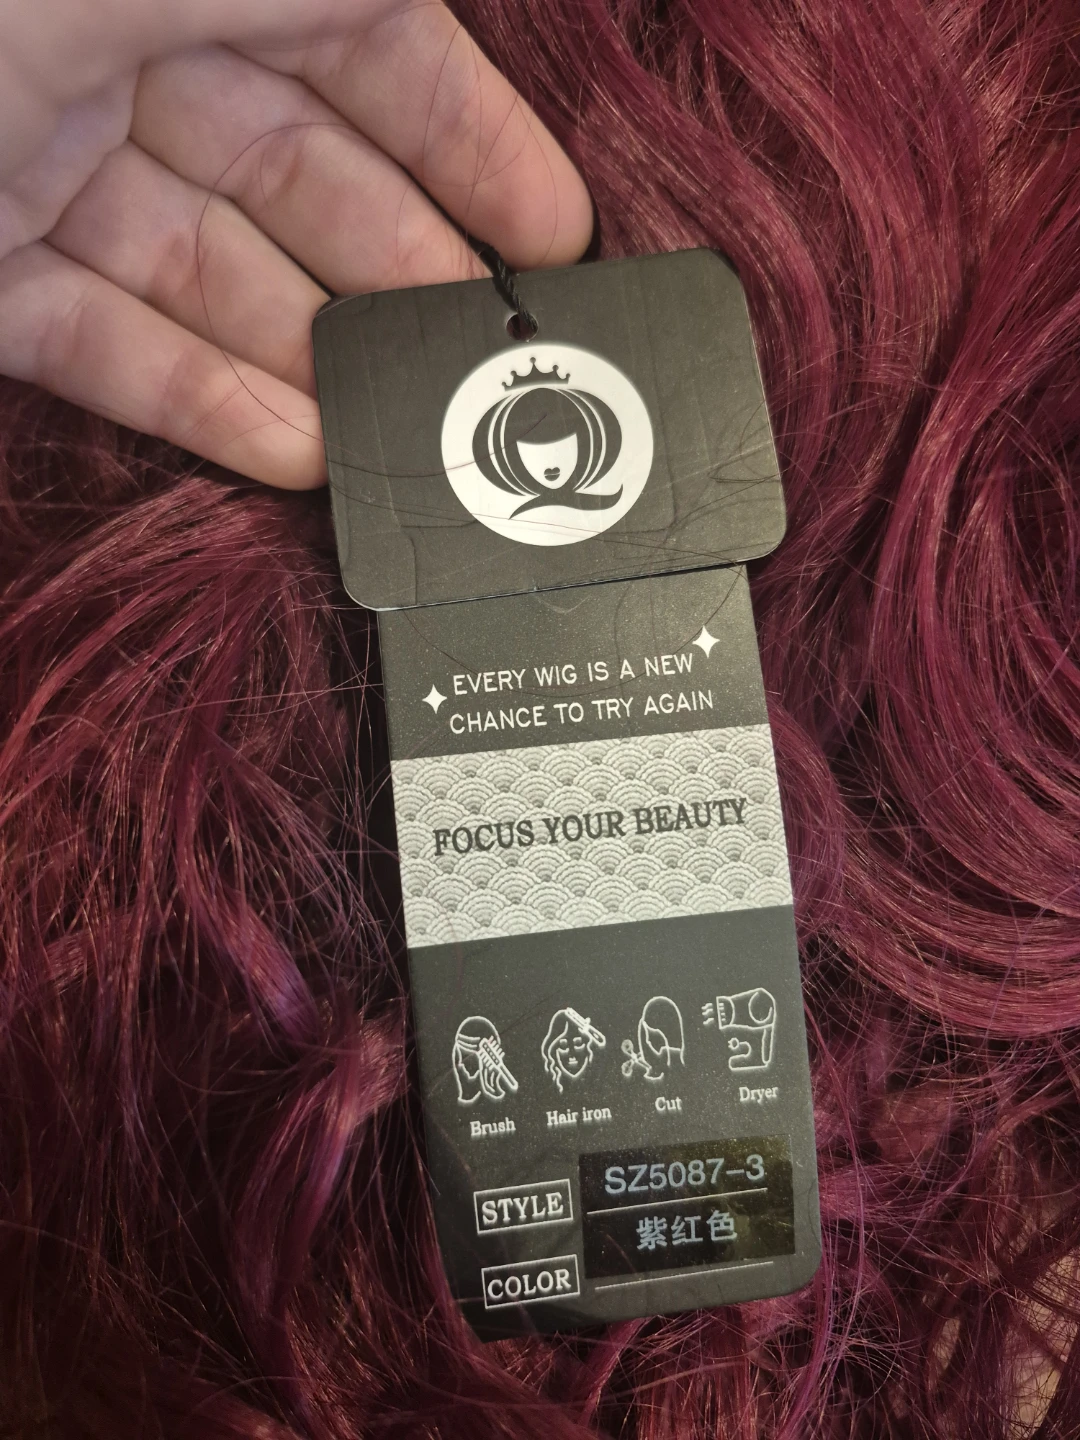 EVERY WIG IS A NEW
CHANCE TO TRY AGAIN
FOCUS YOUR BEAUTY
Brush
Hair iron
Cut
Dryer
STYLE
SZ5087-3
紫红色
COLOR